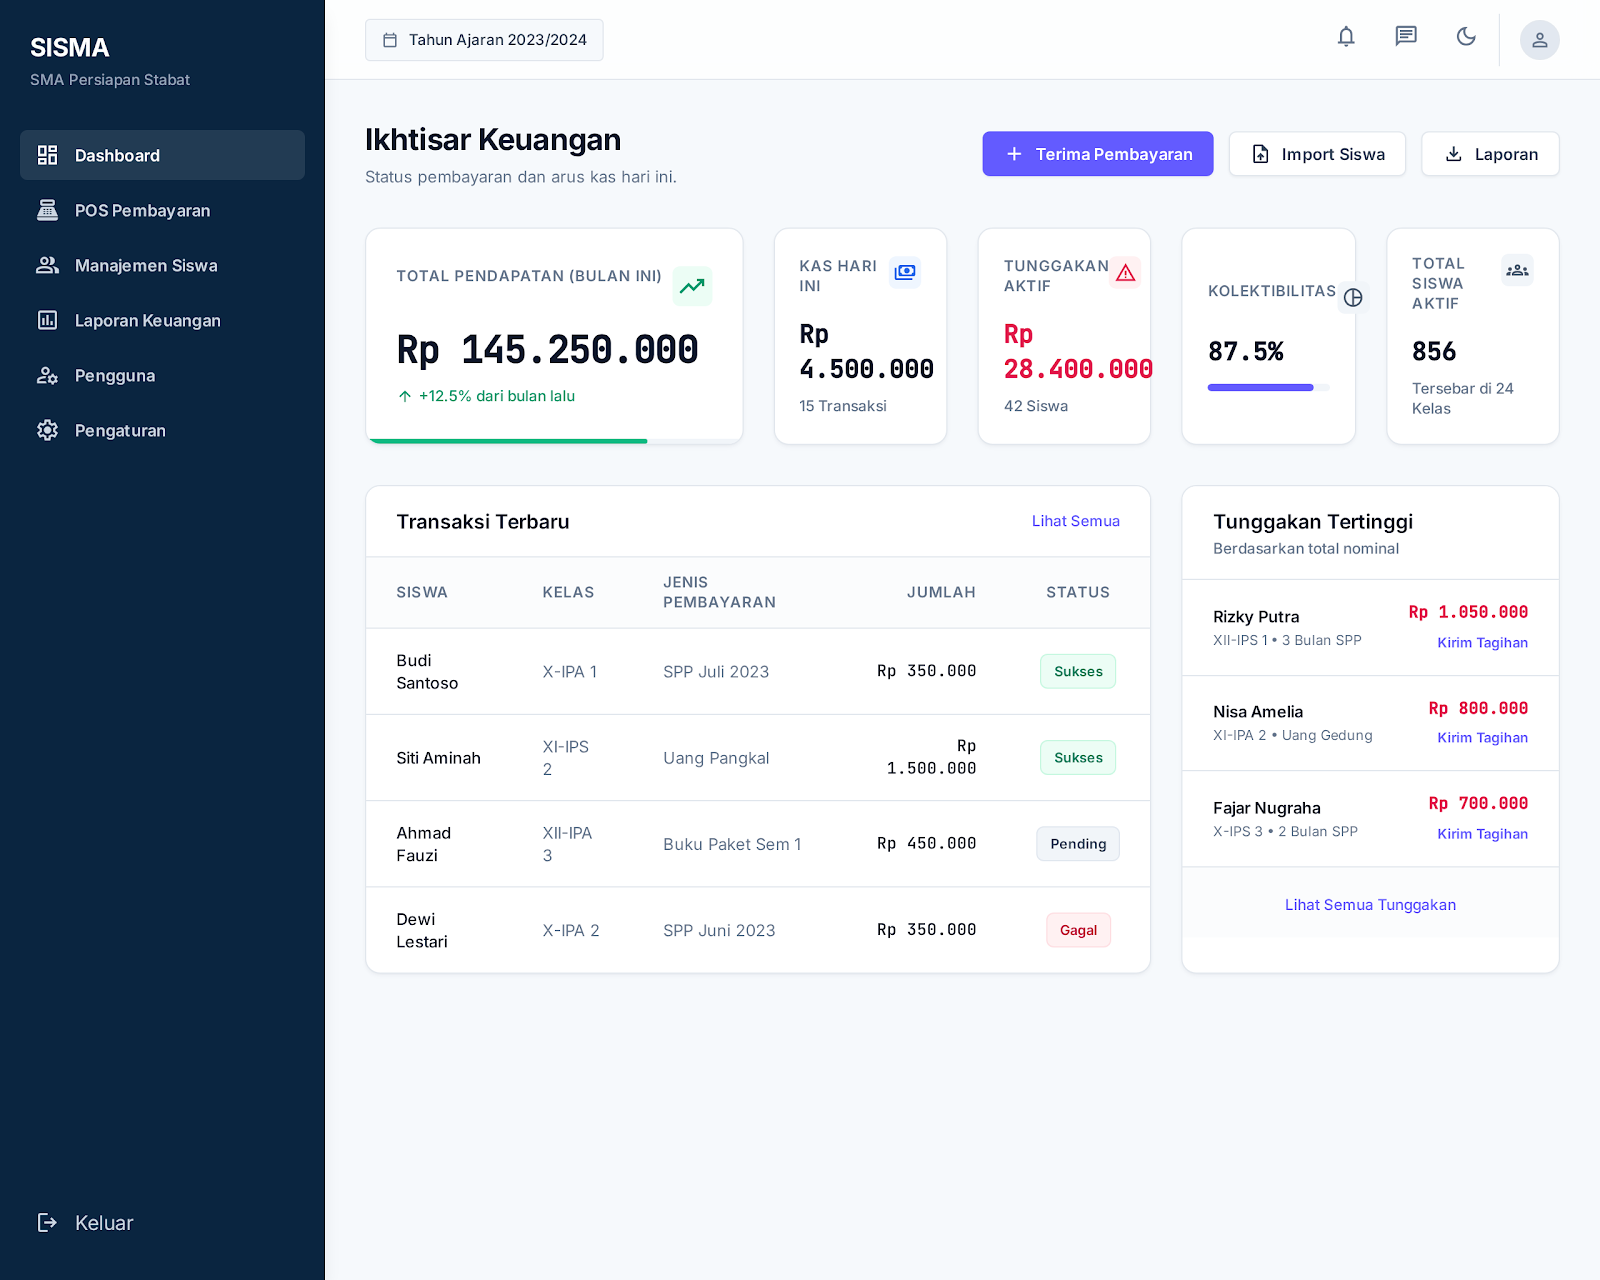 SISMA
SMA Persiapan Stabat
Dashboard
POS Pembayaran
Manajemen Siswa
Laporan Keuangan
Pengguna
Pengaturan
Keluar
Tahun Ajaran 2023/2024
Ikhtisar Keuangan
Status pembayaran dan arus kas hari ini.
Terima Pembayaran
Import Siswa
Laporan
TOTAL PENDAPATAN (BULAN INI)
Rp 145.250.000
+12.5% dari bulan lalu
KAS HARI
INI
Rp
4.500.000
15 Transaksi
TUNGGAKAN
AKTIF
Rp
28.400.000
42 Siswa
KOLEKTIBILITAS
87.5%
TOTAL
SISWA
AKTIF
856
Tersebar di 24
Kelas
Transaksi Terbaru
Lihat Semua
SISWA
KELAS
JENIS
PEMBAYARAN
JUMLAH
STATUS
Budi
Santoso
X-IPA 1
SPP Juli 2023
Rp 350.000
Sukses
Siti Aminah
XI-IPS
2
Uang Pangkal
Rp
1.500.000
Sukses
Ahmad
Fauzi
XII-IPA
3
Buku Paket Sem 1
Rp 450.000
Pending
Dewi
Lestari
X-IPA 2
SPP Juni 2023
Rp 350.000
Gagal
Tunggakan Tertinggi
Berdasarkan total nominal
Rizky Putra
XII-IPS 1 • 3 Bulan SPP
Rp 1.050.000
Kirim Tagihan
Nisa Amelia
XI-IPA 2 • Uang Gedung
Rp 800.000
Kirim Tagihan
Fajar Nugraha
X-IPS 3 • 2 Bulan SPP
Rp 700.000
Kirim Tagihan
Lihat Semua Tunggakan